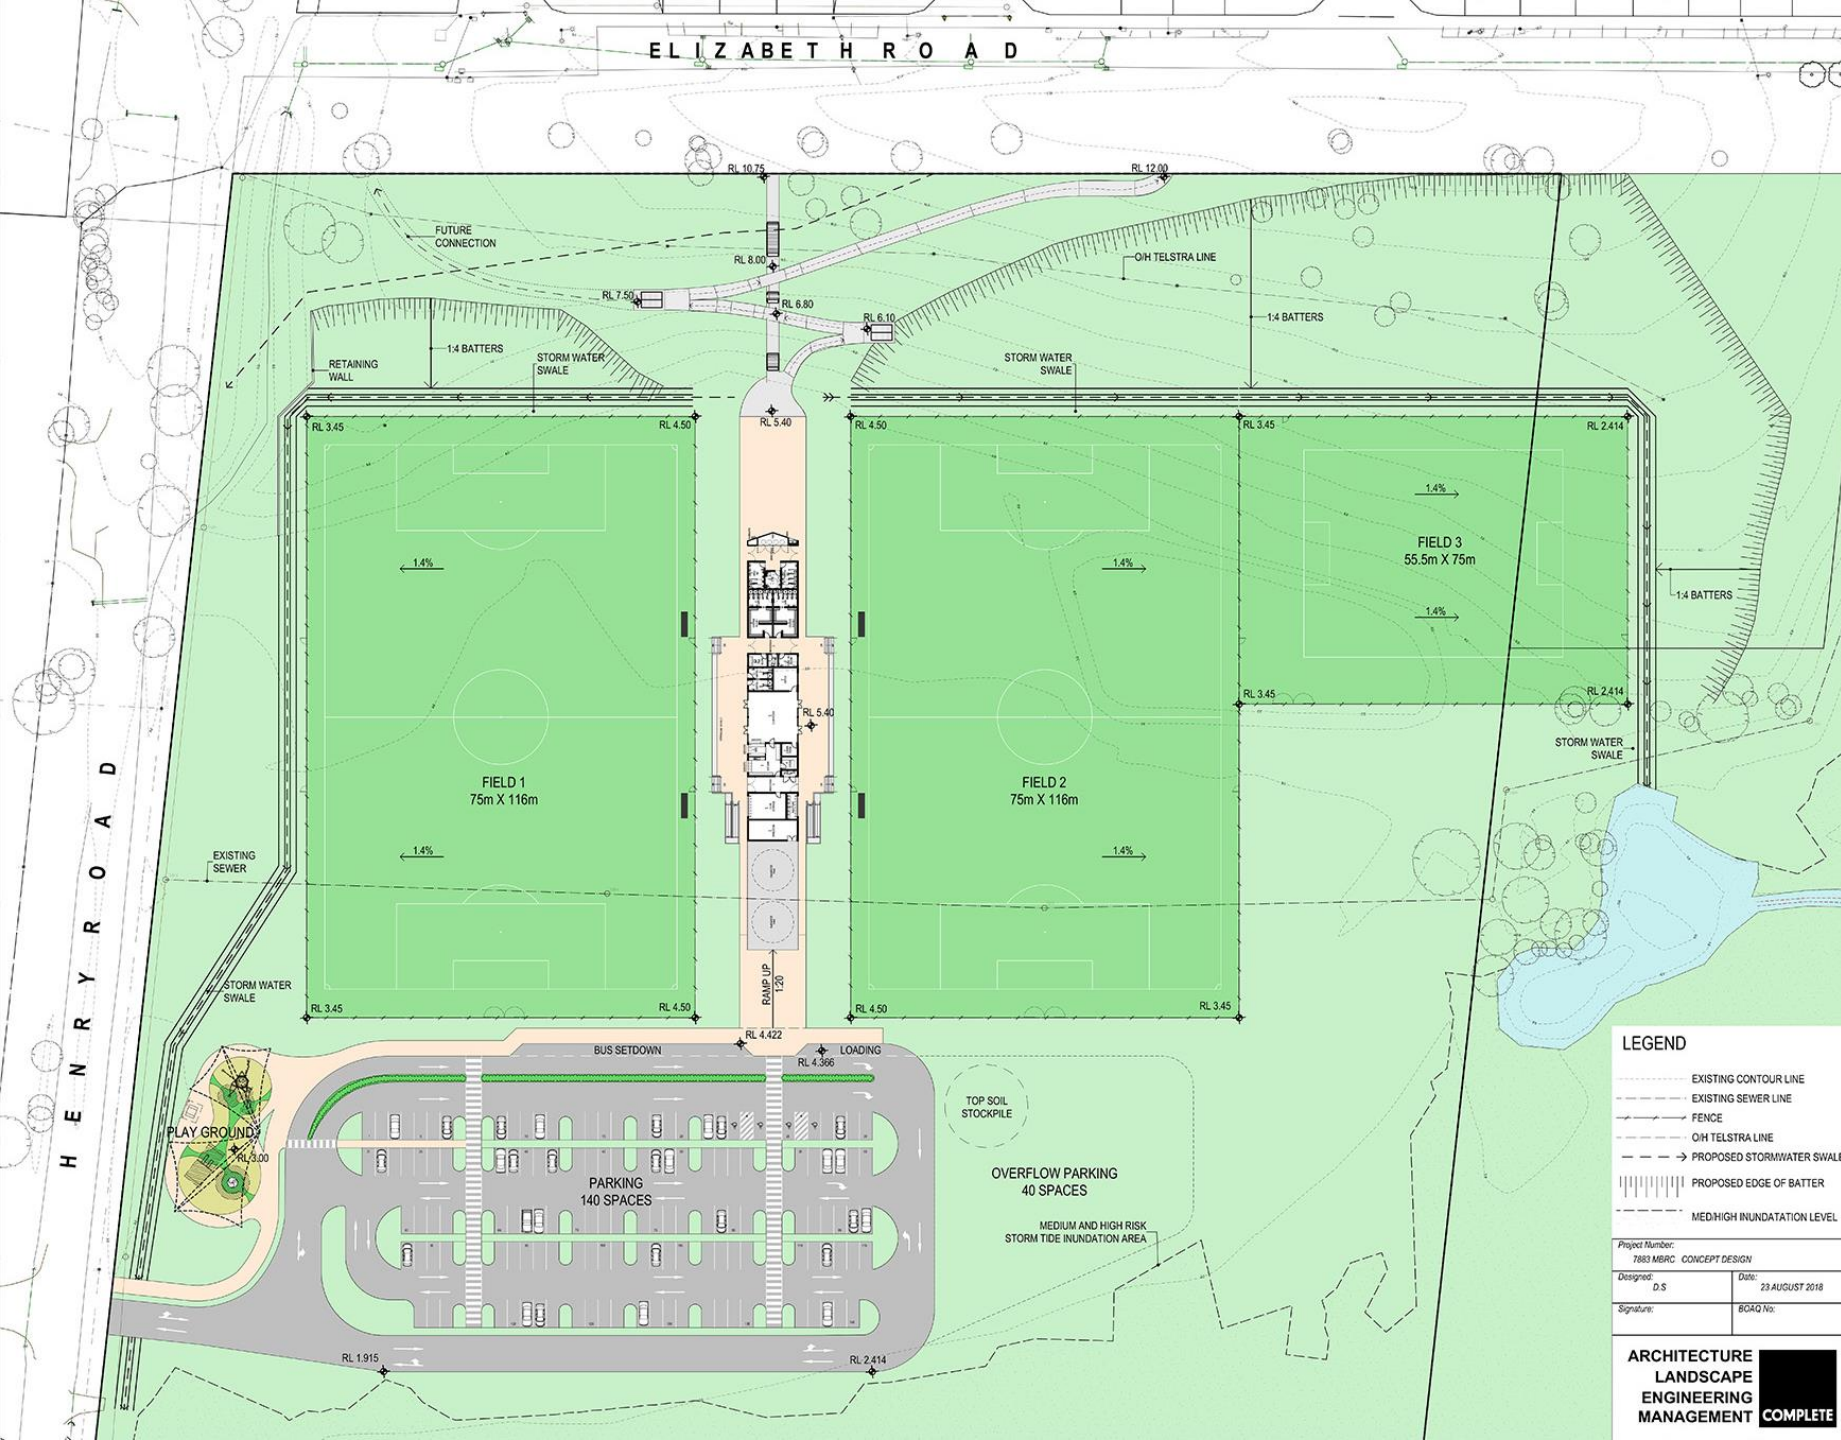 ELIZABETH ROAD
RL 10.75
RL 12.00
FUTURE
CONNECTION
RL 8.00
O/H TELSTRA LINE
RL 7.50
RL 6.80
RL 6.10
1:4 BATTERS
1:4 BATTERS
RETAINING
WALL
STORM WATER
SWALE
STORM WATER
SWALE
RL 3.45
RL 4.50
RL 5.40
RL 4.50
RL 3.45
RL 2.414
1.4%
FIELD 3
55.5m X 75m
1.4%
1.4%
1.4%
1:4 BATTERS
RL 3.45
RL 2.414
RL 5.40
STORM WATER
SWALE
FIELD 1
75m X 116m
FIELD 2
75m X 116m
HENRY ROAD
EXISTING
SEWER
1.4%
1.4%
STORM WATER
SWALE
RAMP UP
1:20
RL 3.45
RL 4.50
RL 4.50
RL 3.45
RL 4.422
BUS SETDOWN
LOADING
RL 4.366
TOP SOIL
STOCKPILE
PLAY GROUND
RL 3.00
PARKING
140 SPACES
OVERFLOW PARKING
40 SPACES
MEDIUM AND HIGH RISK
STORM TIDE INUNDATION AREA
RL 1.915
RL 2.414
LEGEND
EXISTING CONTOUR LINE
EXISTING SEWER LINE
FENCE
O/H TELSTRA LINE
PROPOSED STORMWATER SWALE
PROPOSED EDGE OF BATTER
MED/HIGH INUNDATATION LEVEL
Project Number:
7883 MBRC CONCEPT DESIGN
Designed:
D.S
Date:
23 AUGUST 2018
Signature:
BOAQ No:
ARCHITECTURE
LANDSCAPE
ENGINEERING
MANAGEMENT
COMPLETE